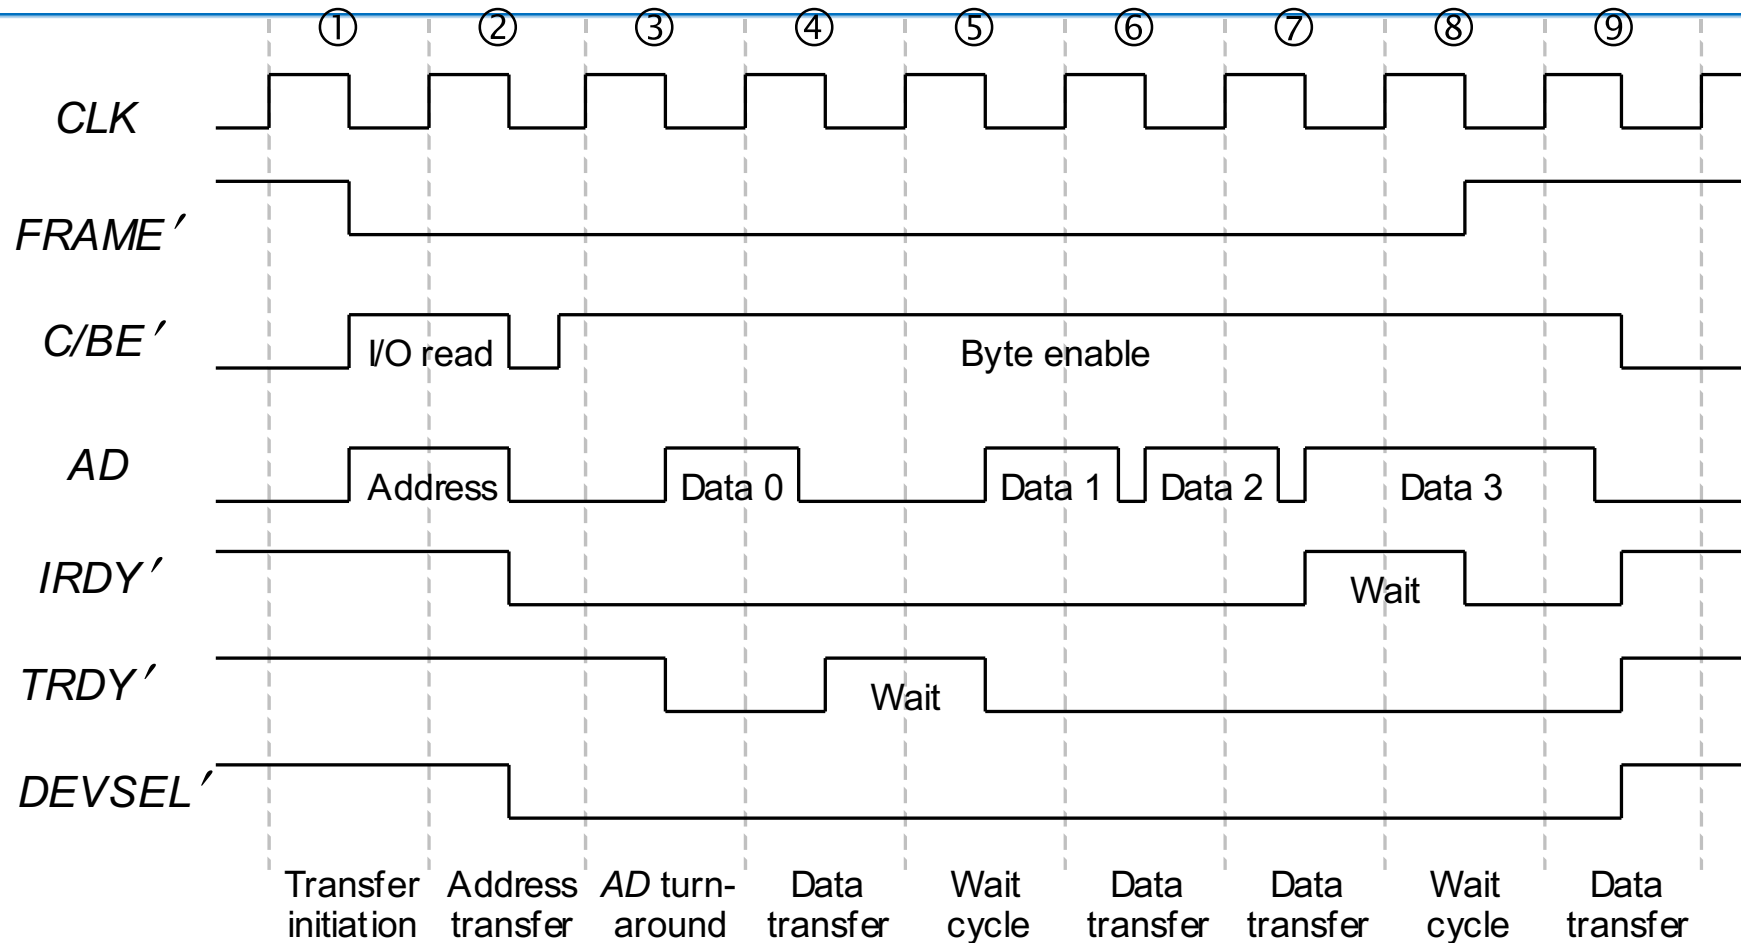 ① ② ③ ④ ⑤ ⑥ ⑦ ⑧ ⑨
CLK
FRAME′
C/BE′
I/O read
Byte enable
AD
Address
Data 0
Data 1
Data 2
Data 3
IRDY′
Wait
TRDY′
Wait
DEVSEL′
Transfer
initiation
Address
transfer
AD turn-
around
Data
transfer
Wait
cycle
Data
transfer
Data
transfer
Wait
cycle
Data
transfer